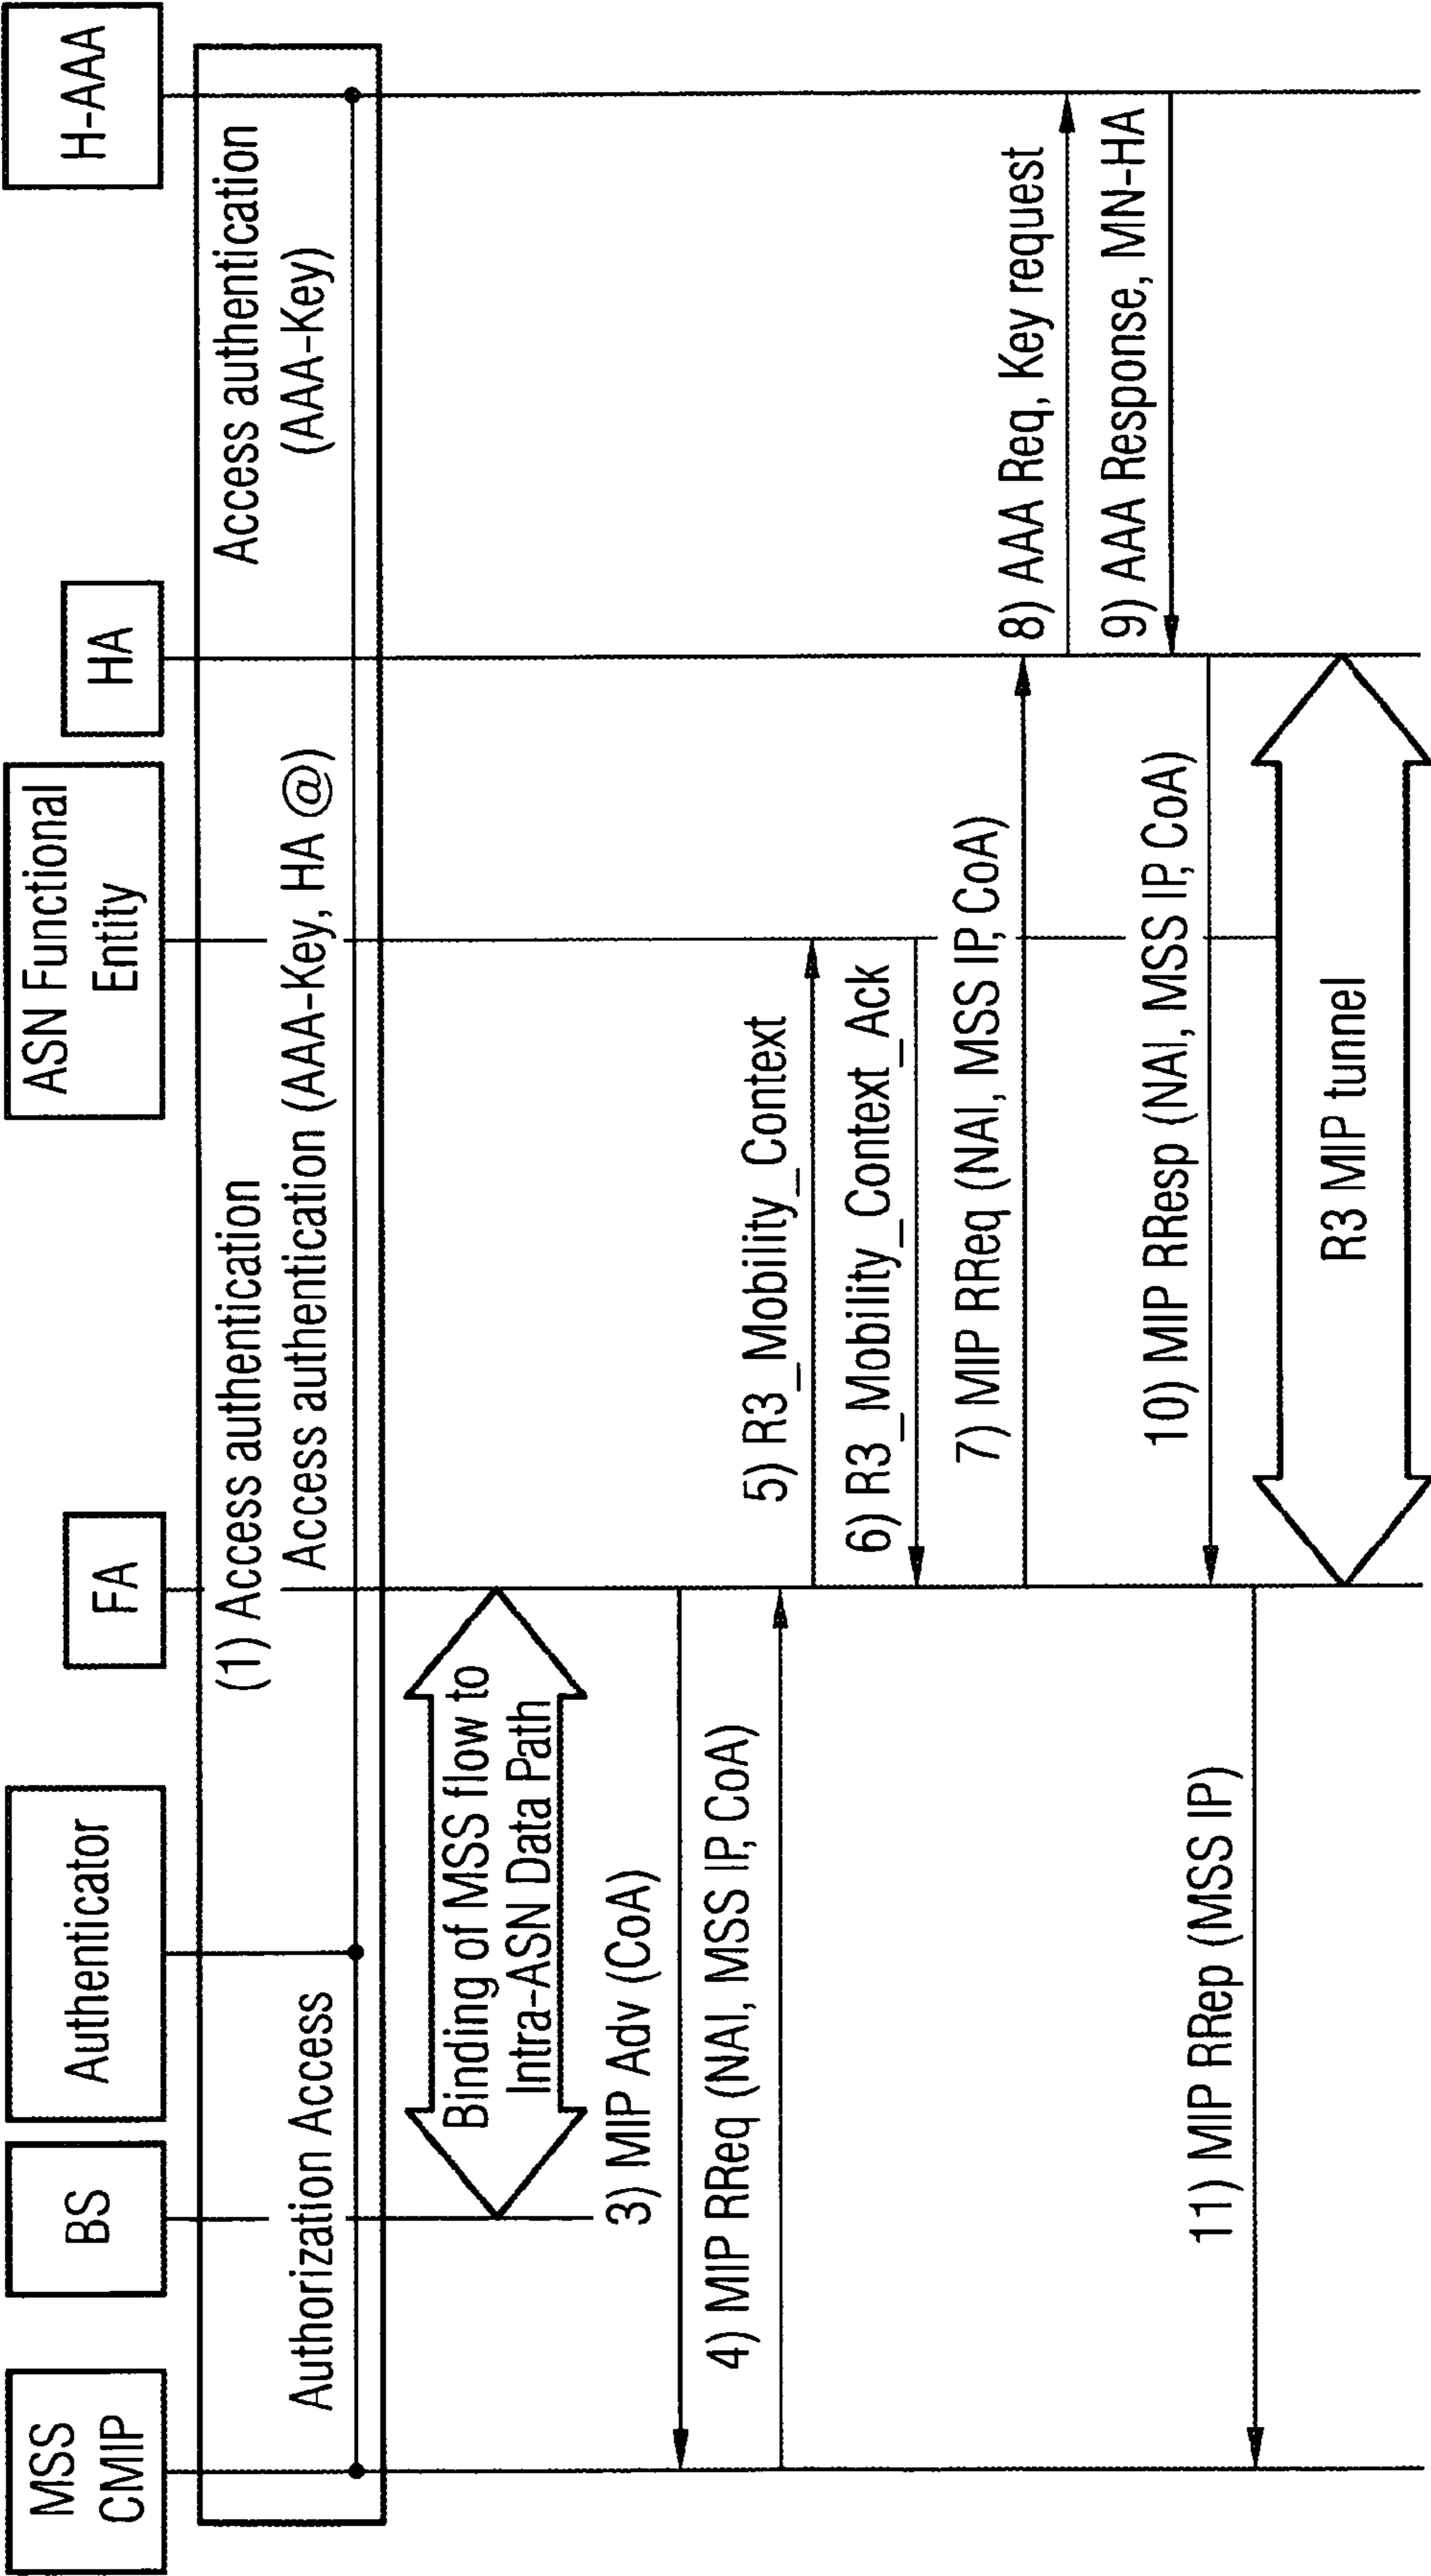 MSS
CMIP
BS
Authenticator
FA
ASN Functional
Entity
HA
H-AAA
(1) Access authentication
Access authentication
Authorization Access
Access authentication (AAA-Key, HA @)
(AAA-Key)
Binding of MSS flow to
Intra-ASN Data Path
3) MIP Adv (CoA)
4) MIP RReq (NAI, MSS IP, CoA)
5) R3_Mobility_Context
6) R3_Mobility_Context_Ack
7) MIP RReq (NAI, MSS IP, CoA)
8) AAA Req, Key request
9) AAA Response, MN-HA
10) MIP RResp (NAI, MSS IP, CoA)
11) MIP RRep (MSS IP)
R3 MIP tunnel